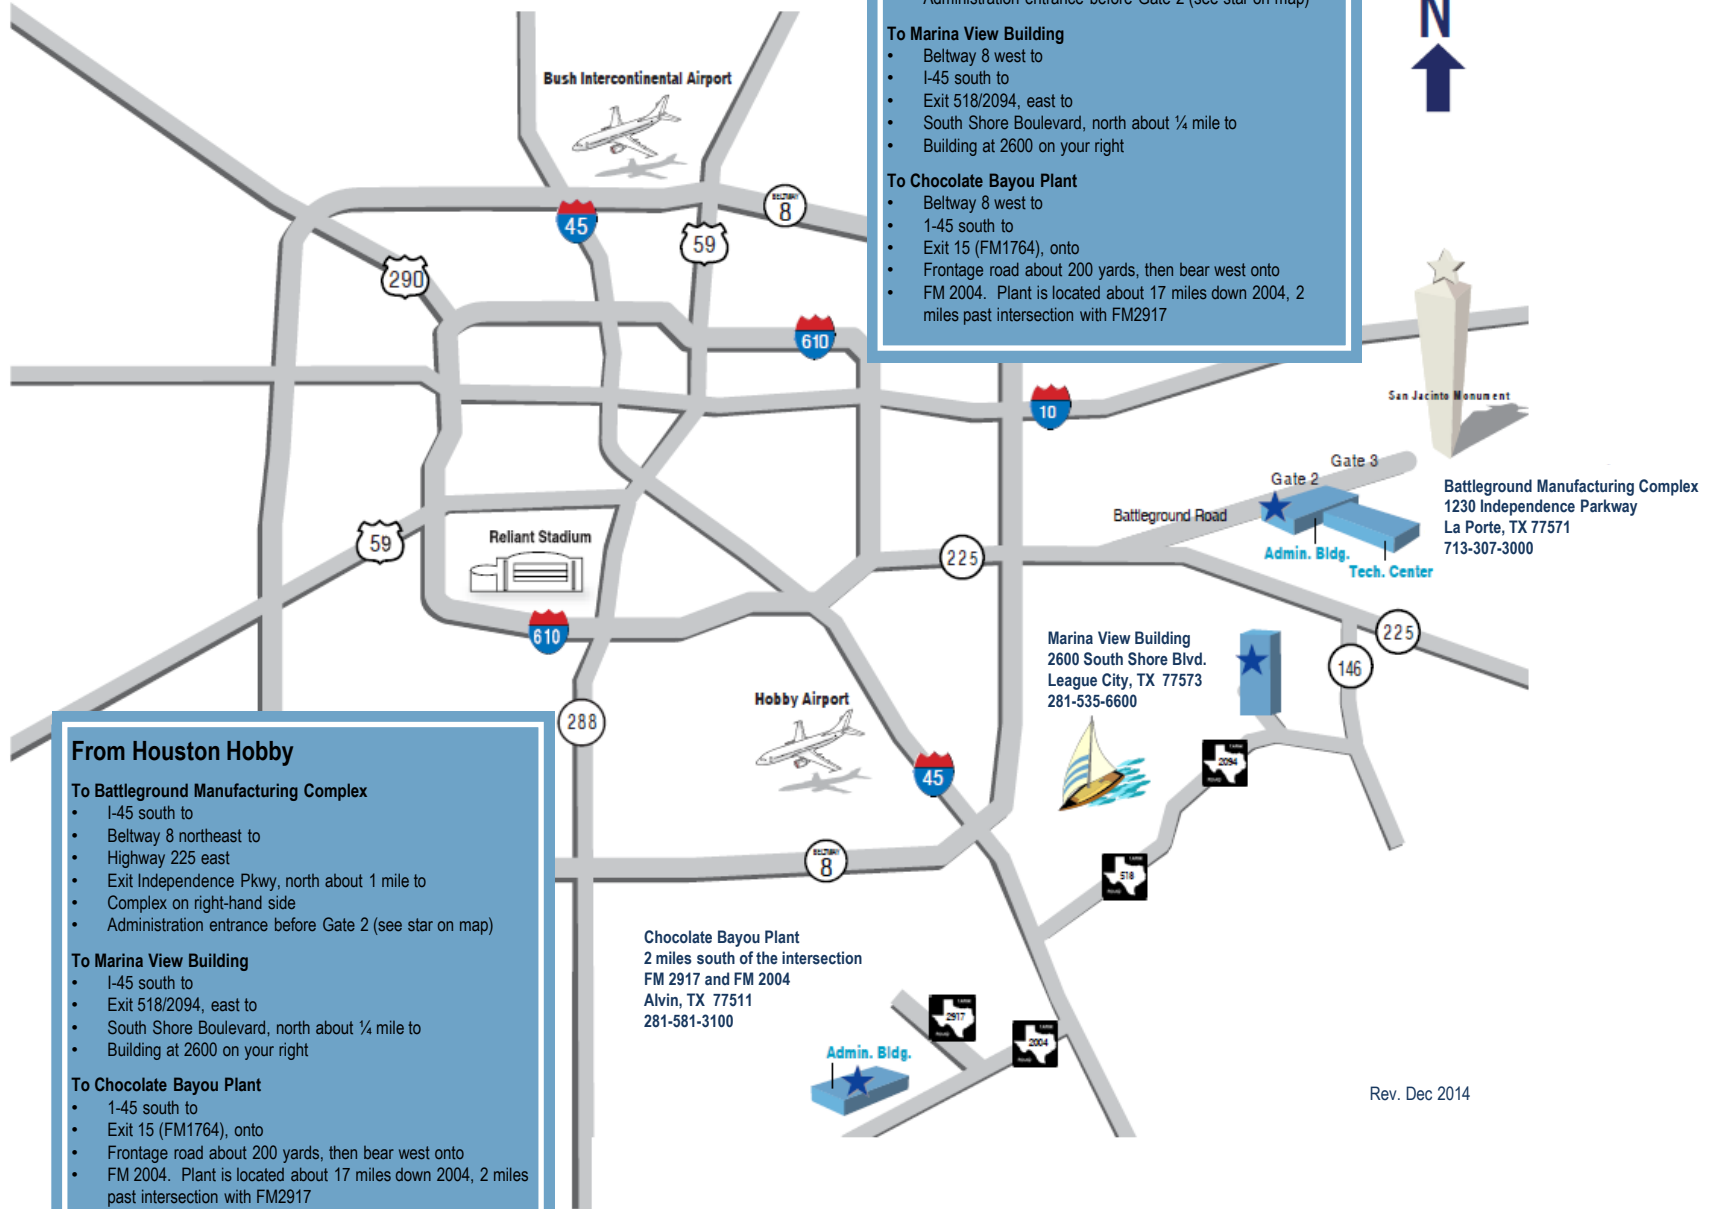 Administration entrance before Gate 2 (see star on map)
To Marina View Building
• Beltway 8 west to
• I-45 south to
• Exit 518/2094, east to
• South Shore Boulevard, north about ¼ mile to
• Building at 2600 on your right
To Chocolate Bayou Plant
• Beltway 8 west to
• 1-45 south to
• Exit 15 (FM1764), onto
• Frontage road about 200 yards, then bear west onto
• FM 2004. Plant is located about 17 miles down 2004, 2
miles past intersection with FM2917
N
Bush Intercontinental Airport
BELTWAY
8
45
59
290
610
10
San Jacinto Monument
Gate 3
Gate 2
Battleground Road
Admin. Bldg.
Tech. Center
Battleground Manufacturing Complex
1230 Independence Parkway
La Porte, TX 77571
713-307-3000
59
Reliant Stadium
225
610
225
146
Marina View Building
2600 South Shore Blvd.
League City, TX 77573
281-535-6600
288
Hobby Airport
45
2094
BELTWAY
8
518
From Houston Hobby
To Battleground Manufacturing Complex
• I-45 south to
• Beltway 8 northeast to
• Highway 225 east
• Exit Independence Pkwy, north about 1 mile to
• Complex on right-hand side
• Administration entrance before Gate 2 (see star on map)
To Marina View Building
• I-45 south to
• Exit 518/2094, east to
• South Shore Boulevard, north about ¼ mile to
• Building at 2600 on your right
To Chocolate Bayou Plant
• 1-45 south to
• Exit 15 (FM1764), onto
• Frontage road about 200 yards, then bear west onto
• FM 2004. Plant is located about 17 miles down 2004, 2 miles
past intersection with FM2917
Chocolate Bayou Plant
2 miles south of the intersection
FM 2917 and FM 2004
Alvin, TX 77511
281-581-3100
2917
2004
Admin. Bldg.
Rev. Dec 2014